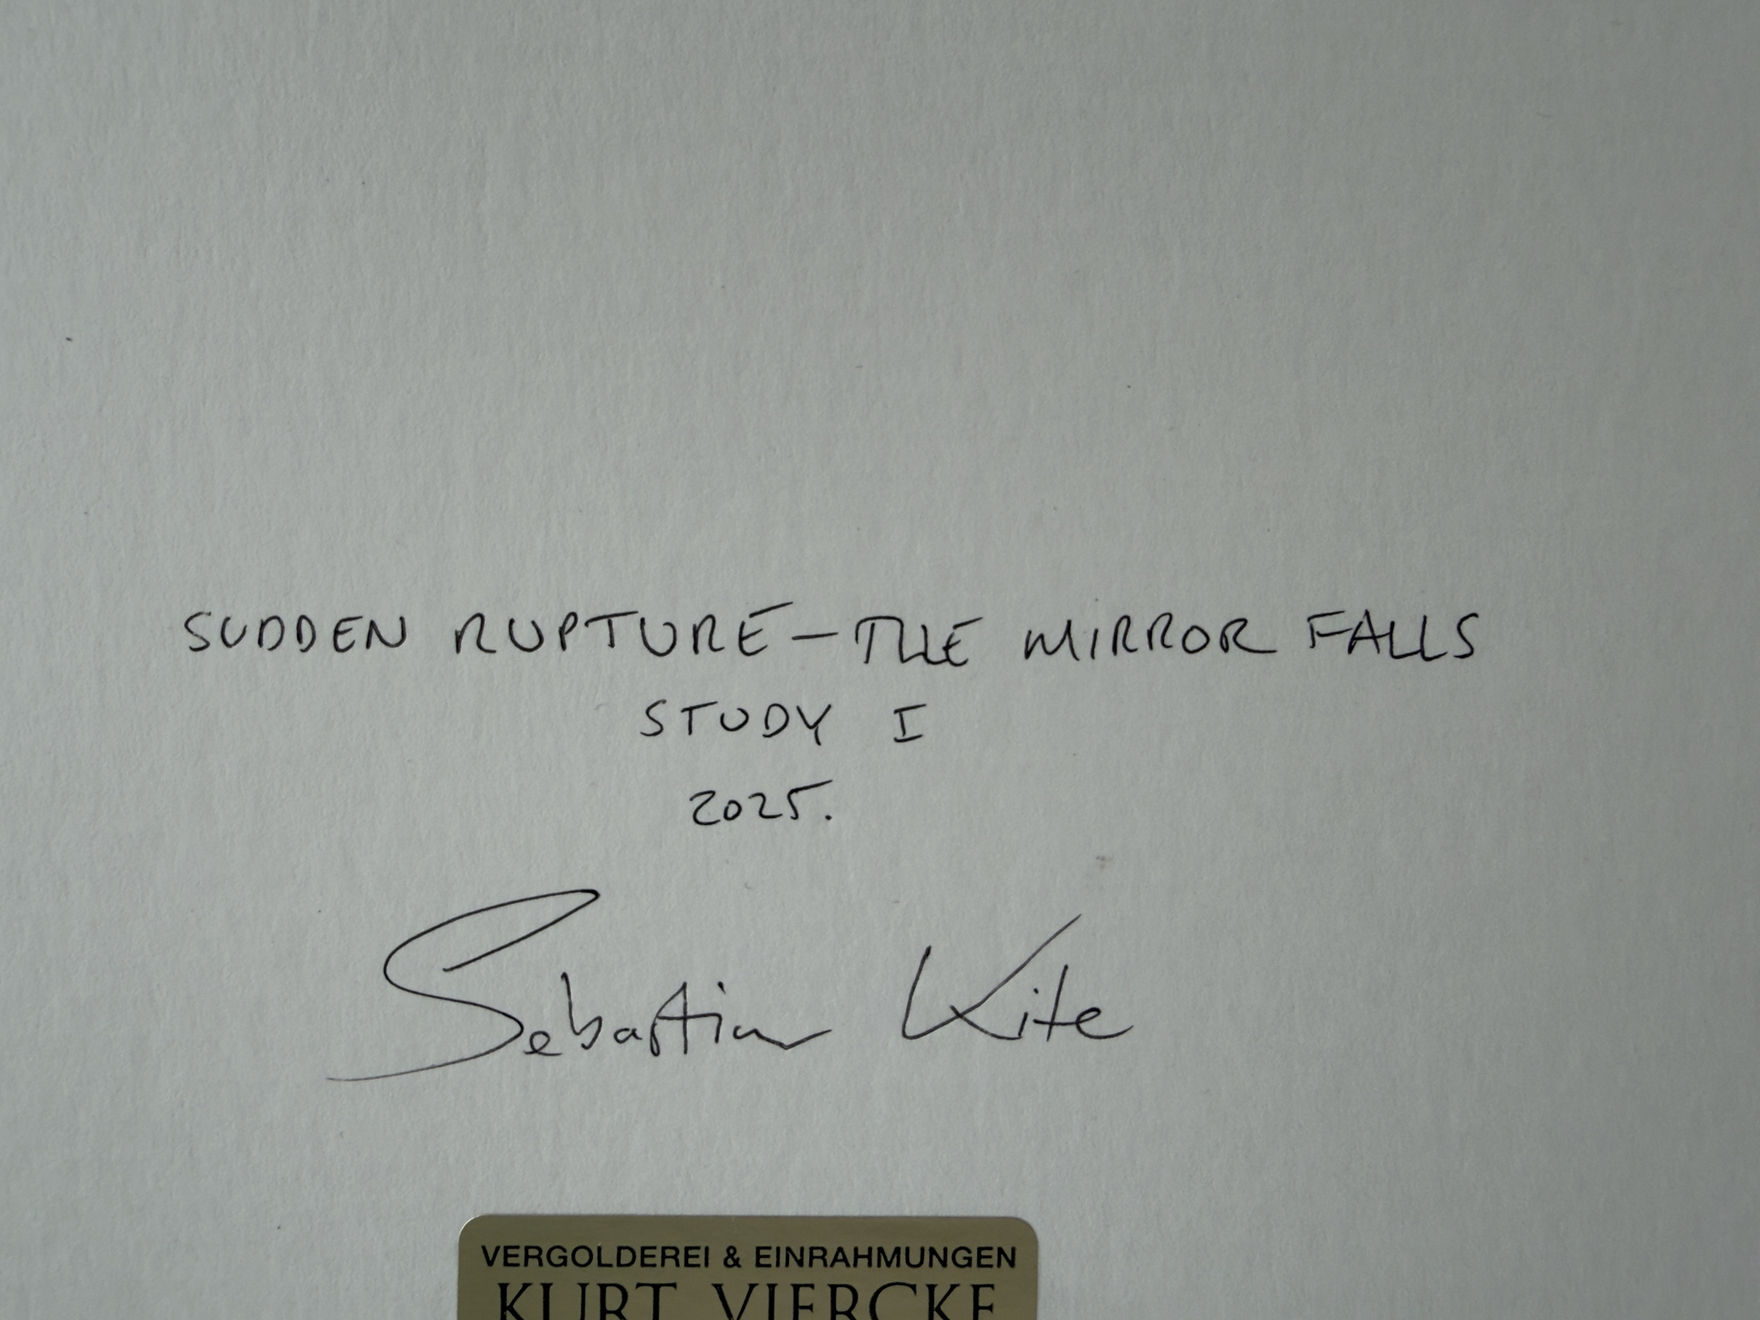 SUDDEN RUPTURE – THE MIRROR FALLS
STUDY I
2025.
Sebastian Kite
VERGOLDEREI & EINRAHMUNGEN
KURT VIERCKE